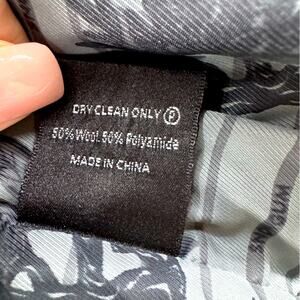 DRY CLEAN ONLY Ⓟ
50% Wool 50% Polyamide
MADE IN CHINA